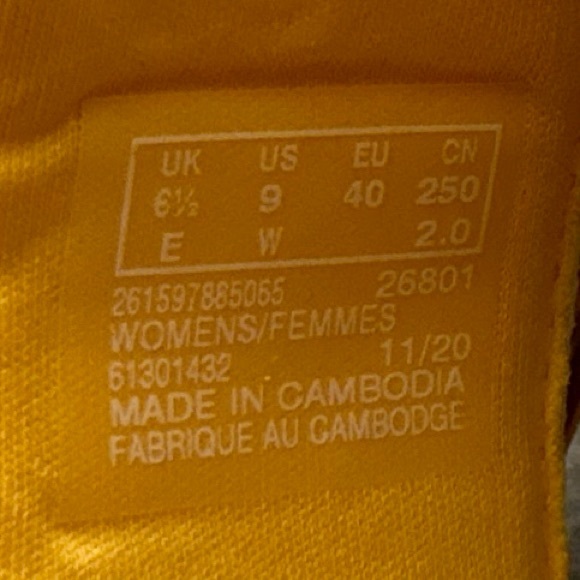 UK US EU CN
6½ 9 40 250
E W 2.0
261597885065 26801
WOMENS/FEMMES
61301432 11/20
MADE IN CAMBODIA
FABRIQUE AU CAMBODGE